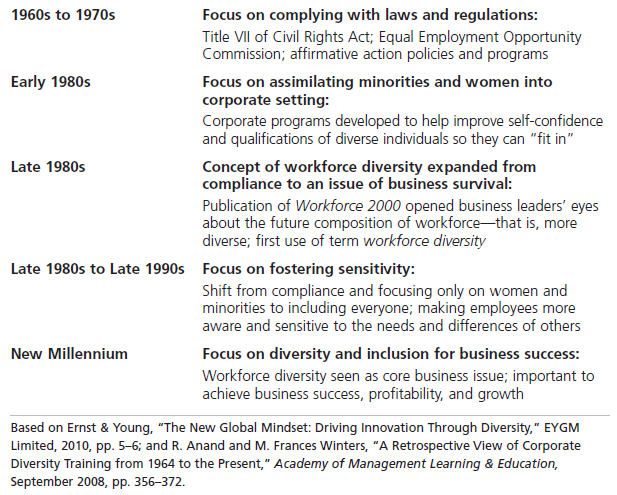 1960s to 1970s Focus on complying with laws and regulations:
Title VII of Civil Rights Act; Equal Employment Opportunity
Commission; affirmative action policies and programs
Early 1980s Focus on assimilating minorities and women into
corporate setting:
Corporate programs developed to help improve self-confidence
and qualifications of diverse individuals so they can “fit in”
Late 1980s Concept of workforce diversity expanded from
compliance to an issue of business survival:
Publication of Workforce 2000 opened business leaders’ eyes
about the future composition of workforce—that is, more
diverse; first use of term workforce diversity
Late 1980s to Late 1990s Focus on fostering sensitivity:
Shift from compliance and focusing only on women and
minorities to including everyone; making employees more
aware and sensitive to the needs and differences of others
New Millennium Focus on diversity and inclusion for business success:
Workforce diversity seen as core business issue; important to
achieve business success, profitability, and growth
Based on Ernst & Young, “The New Global Mindset: Driving Innovation Through Diversity,” EYGM
Limited, 2010, pp. 5–6; and R. Anand and M. Frances Winters, “A Retrospective View of Corporate
Diversity Training from 1964 to the Present,” Academy of Management Learning & Education,
September 2008, pp. 356–372.